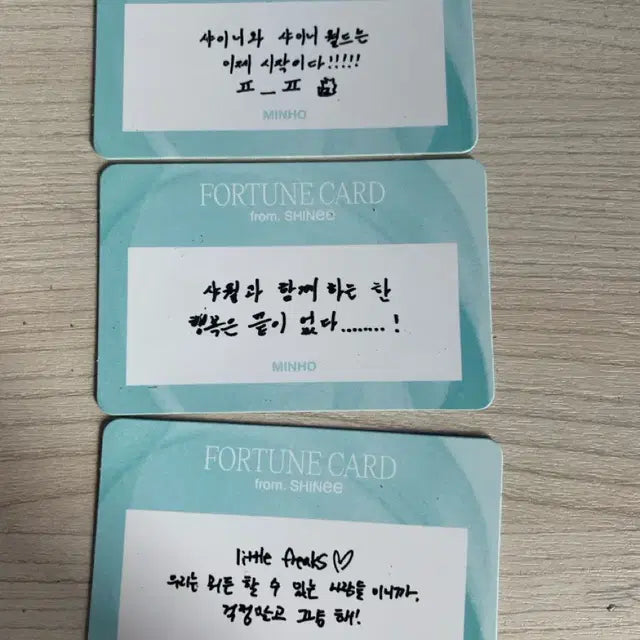 샤이니와 샤이니 월드는
이제 시작이다!!!!!
ㅍ_ㅍ
MINHO
FORTUNE CARD
from. SHINee
샤월과 함께 하는 한
행복은 끝이 없다........!
MINHO
FORTUNE CARD
from. SHINee
little freaks♡
우리는 뭐든 할 수 있는 사람들이니까.
걱정말고 그냥 해!